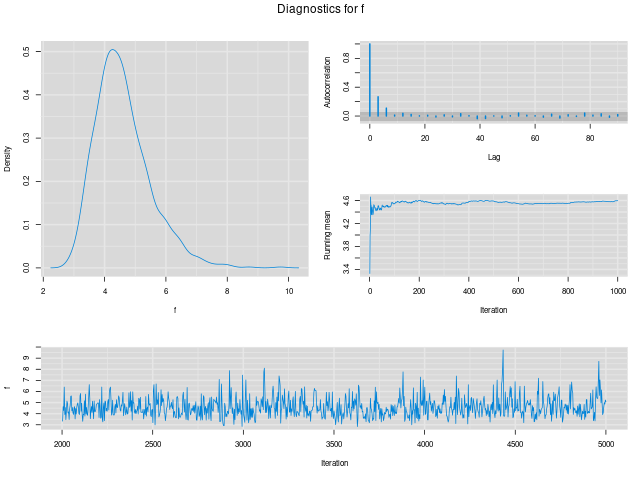 Diagnostics for f
Density
0.0 0.1 0.2 0.3 0.4 0.5
2 4 6 8 10
f
Autocorrelation
0.0 0.4 0.8
0 20 40 60 80
Lag
Running mean
3.4 3.8 4.2 4.6
0 200 400 600 800 1000
Iteration
f
3 4 5 6 7 8 9
2000 2500 3000 3500 4000 4500 5000
Iteration